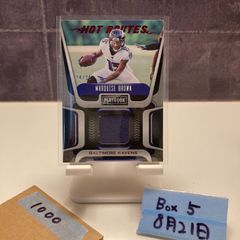 HOT ROUTES
MARQUISE BROWN
PLAYBOOK
BALTIMORE RAVENS
1000
Box 5
8月21日